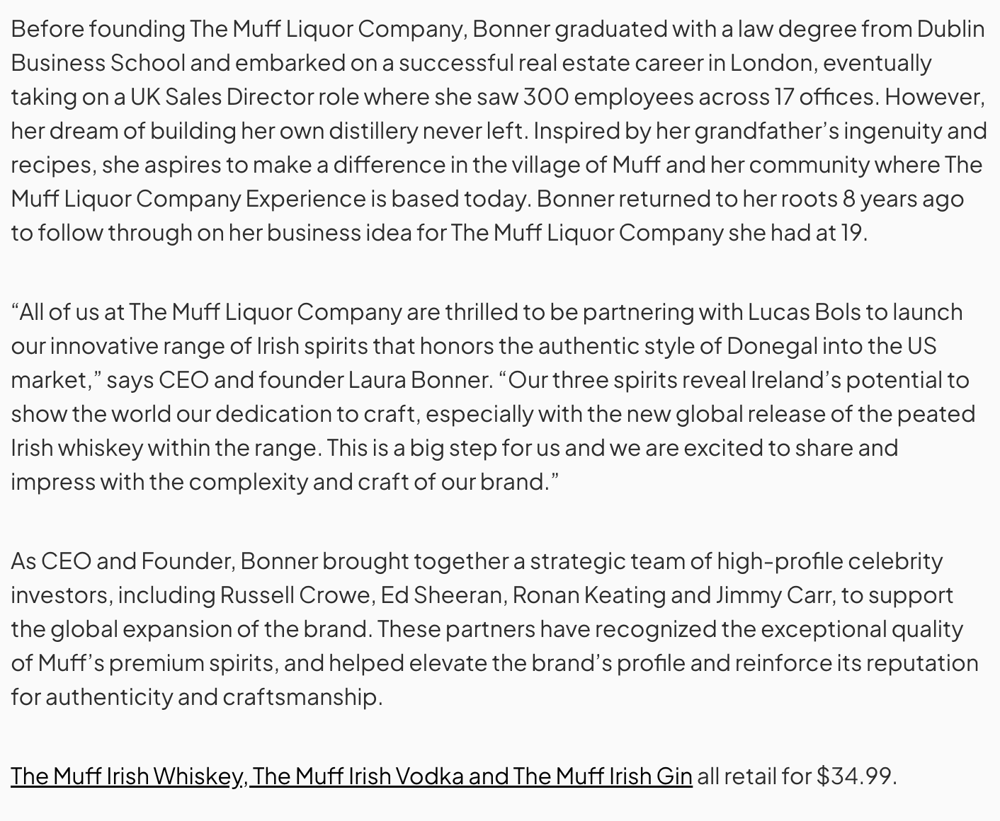 Before founding The Muff Liquor Company, Bonner graduated with a law degree from Dublin
Business School and embarked on a successful real estate career in London, eventually
taking on a UK Sales Director role where she saw 300 employees across 17 offices. However,
her dream of building her own distillery never left. Inspired by her grandfather’s ingenuity and
recipes, she aspires to make a difference in the village of Muff and her community where The
Muff Liquor Company Experience is based today. Bonner returned to her roots 8 years ago
to follow through on her business idea for The Muff Liquor Company she had at 19.
“All of us at The Muff Liquor Company are thrilled to be partnering with Lucas Bols to launch
our innovative range of Irish spirits that honors the authentic style of Donegal into the US
market,” says CEO and founder Laura Bonner. “Our three spirits reveal Ireland’s potential to
show the world our dedication to craft, especially with the new global release of the peated
Irish whiskey within the range. This is a big step for us and we are excited to share and
impress with the complexity and craft of our brand.”
As CEO and Founder, Bonner brought together a strategic team of high-profile celebrity
investors, including Russell Crowe, Ed Sheeran, Ronan Keating and Jimmy Carr, to support
the global expansion of the brand. These partners have recognized the exceptional quality
of Muff’s premium spirits, and helped elevate the brand’s profile and reinforce its reputation
for authenticity and craftsmanship.
The Muff Irish Whiskey, The Muff Irish Vodka and The Muff Irish Gin all retail for $34.99.